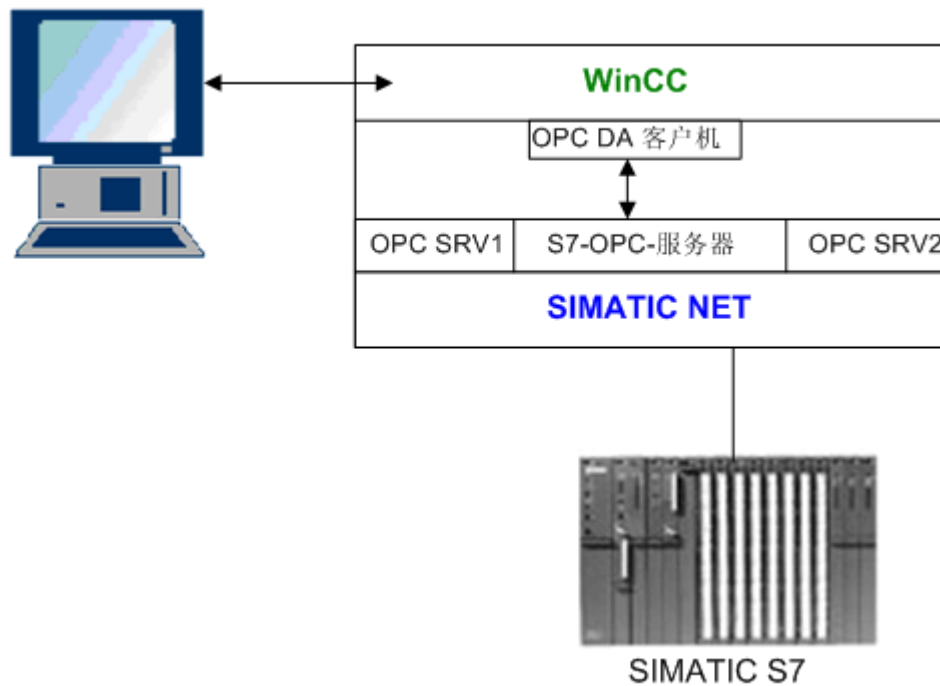 WinCC
OPC DA 客户机
OPC SRV1
S7-OPC-服务器
OPC SRV2
SIMATIC NET
SIMATIC S7